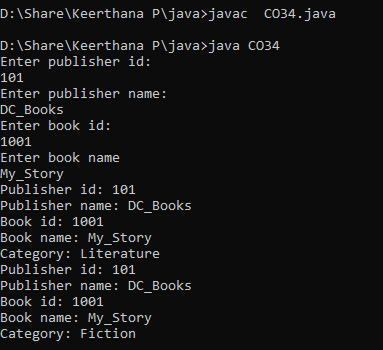 D:\Share\Keerthana P\java>javac  CO34.java
D:\Share\Keerthana P\java>java CO34
Enter publisher id:
101
Enter publisher name:
DC_Books
Enter book id:
1001
Enter book name
My_Story
Publisher id: 101
Publisher name: DC_Books
Book id: 1001
Book name: My_Story
Category: Literature
Publisher id: 101
Publisher name: DC_Books
Book id: 1001
Book name: My_Story
Category: Fiction